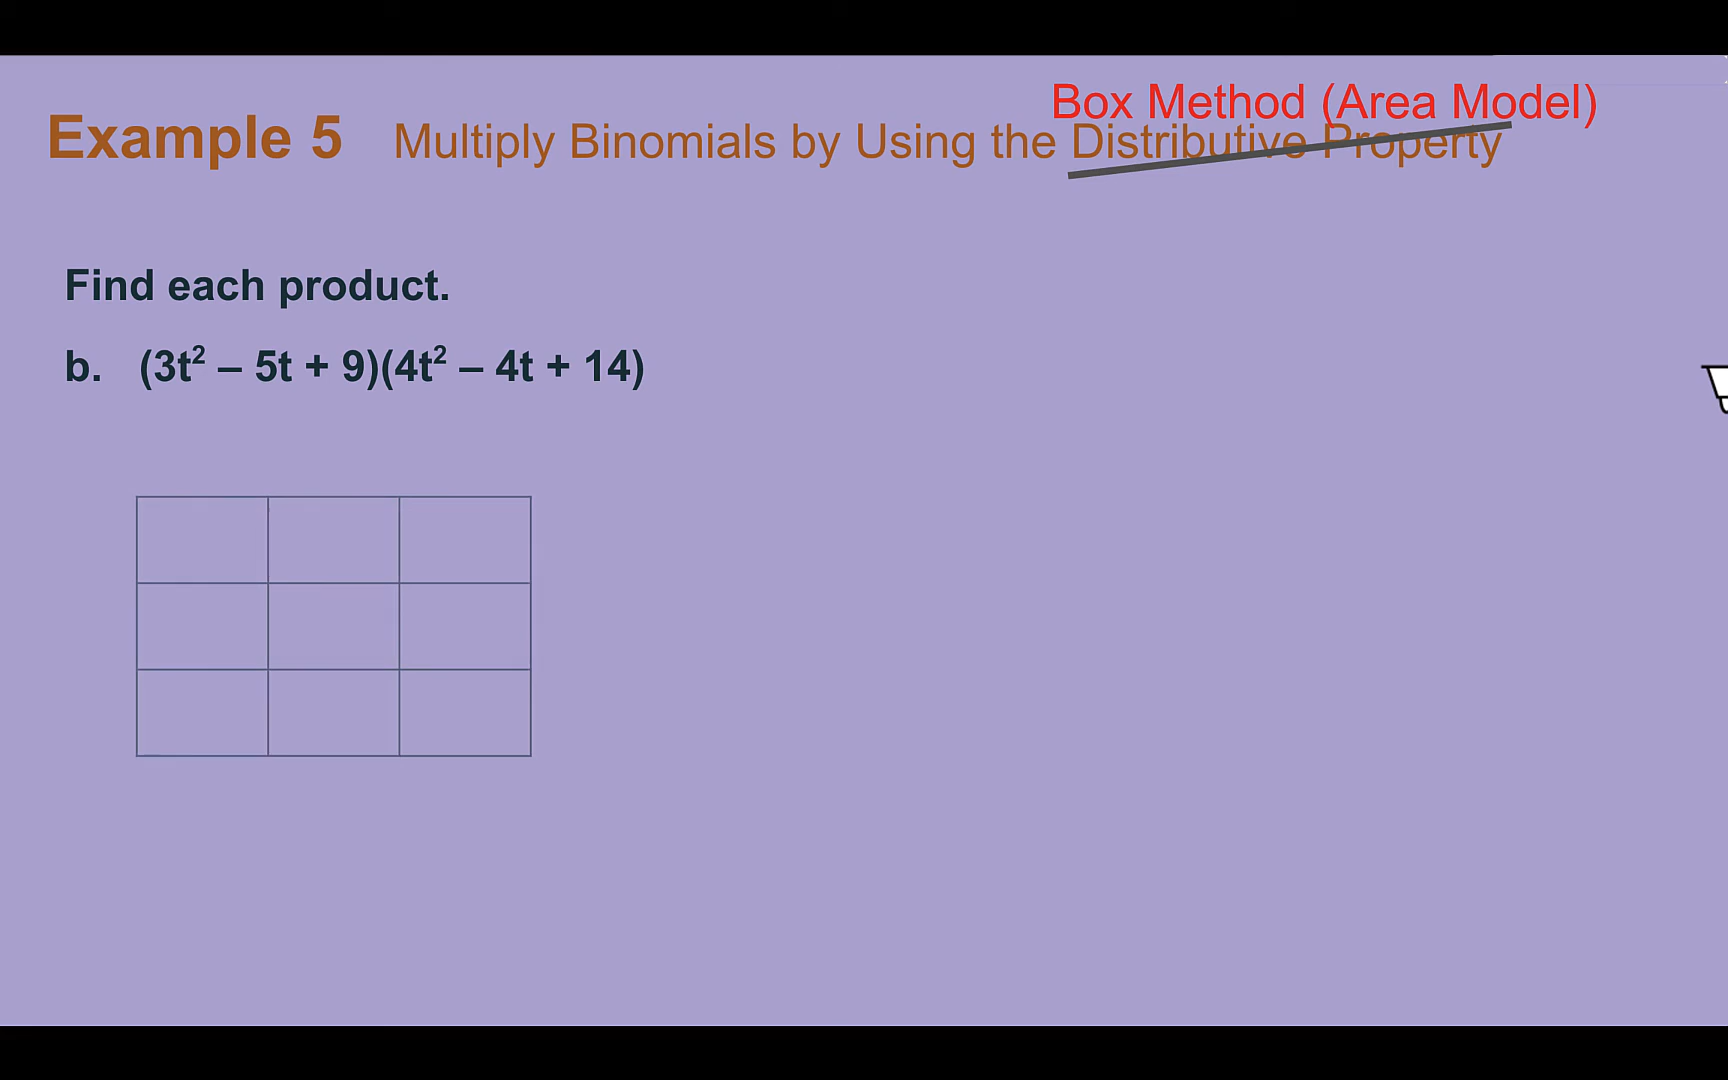 Box Method (Area Model)
Example 5 Multiply Binomials by Using the Distributive Property
Find each product.
b. (3t² – 5t + 9)(4t² – 4t + 14)